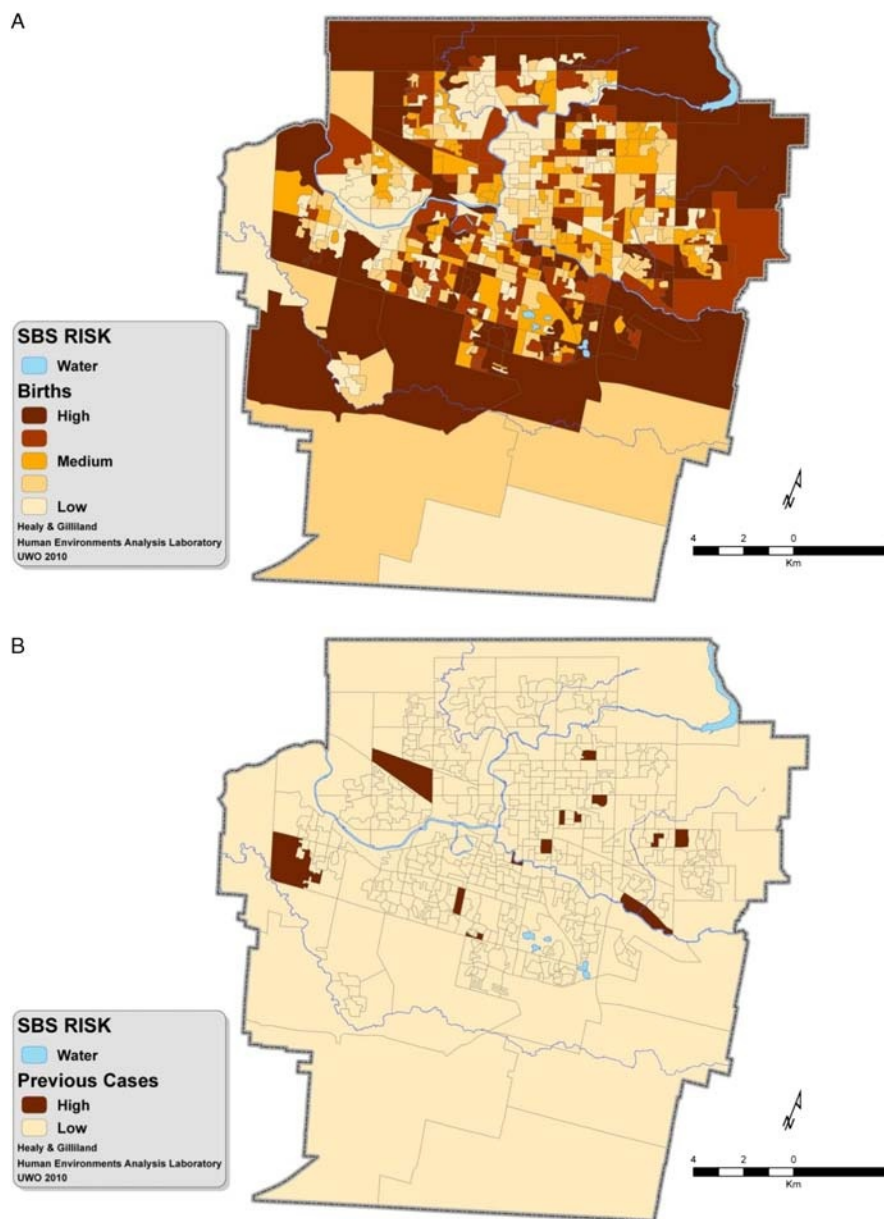 A
SBS RISK
Water
Births
High
Medium
Low
Healy & Gilliland
Human Environments Analysis Laboratory
UWO 2010
N
4 2 0
Km
B
SBS RISK
Water
Previous Cases
High
Low
Healy & Gilliland
Human Environments Analysis Laboratory
UWO 2010
N
4 2 0
Km